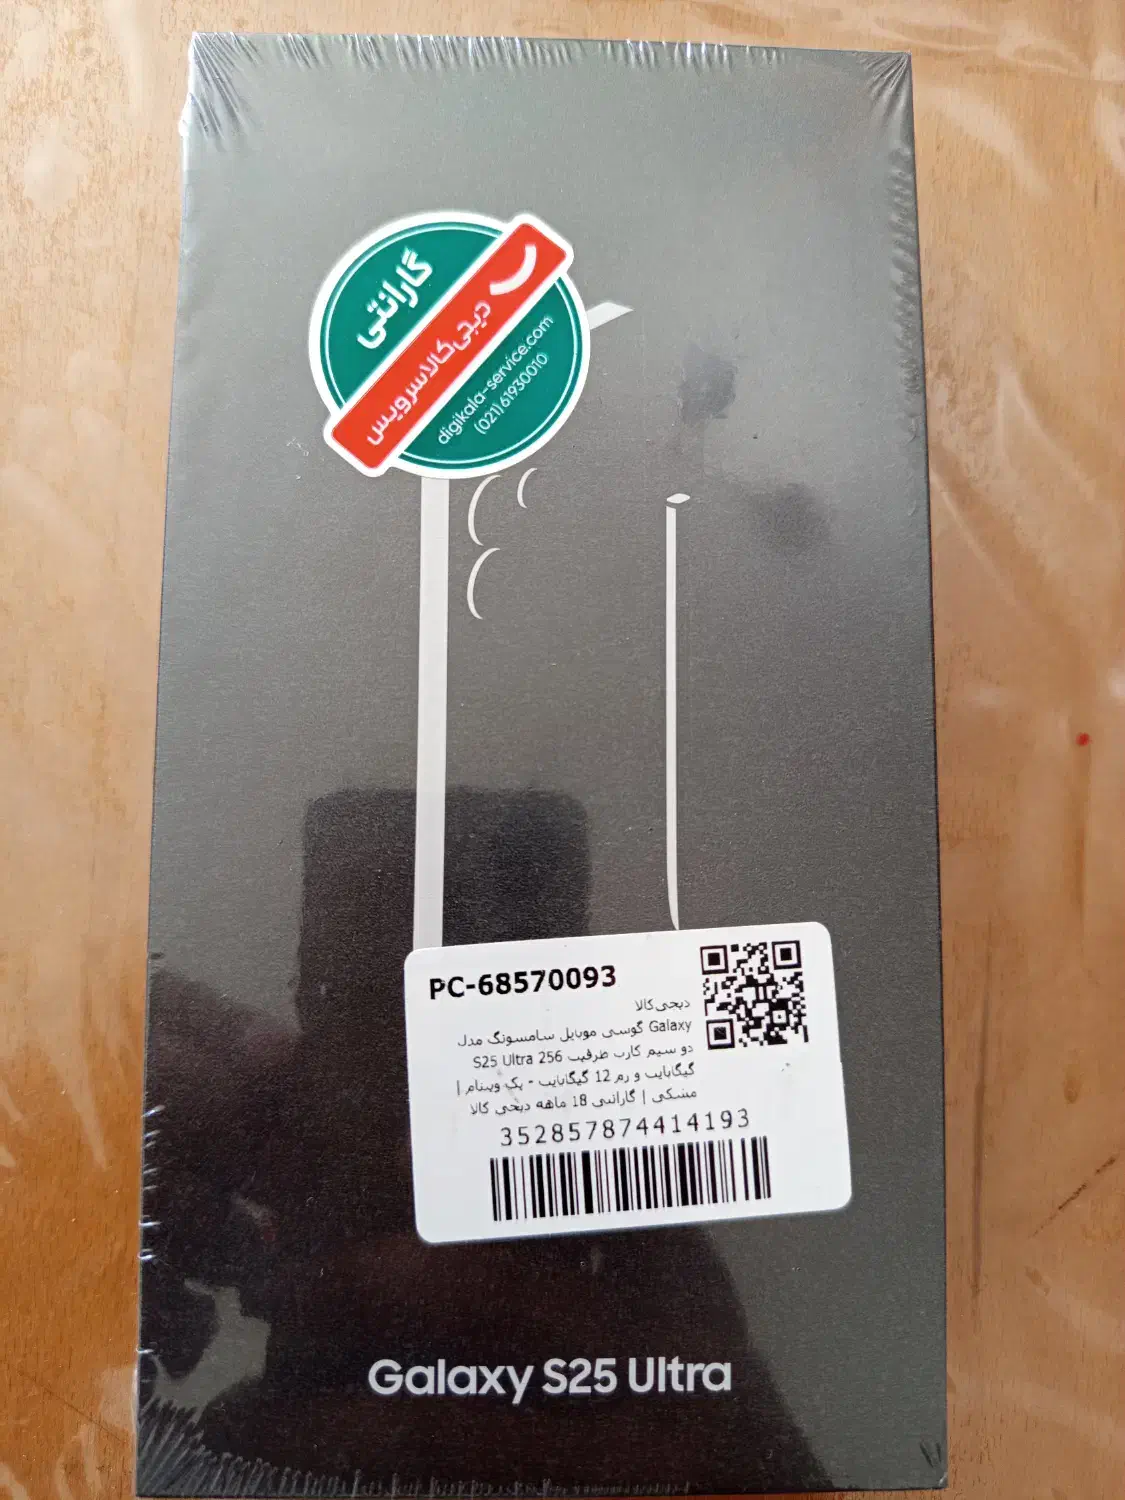 گارانتی
دیجی‌کالاسرویس
digikala-service.com
(021)61930010
PC-68570093
دیجی‌کالا
گوشی موبایل سامسونگ مدل Galaxy
S25 Ultra دو سیم کارت ظرفیت 256
گیگابایت و رم 12 گیگابایت - پک ویتنام |
مشکی | گارانتی 18 ماهه دیجی کالا
352857874414193
Galaxy S25 Ultra